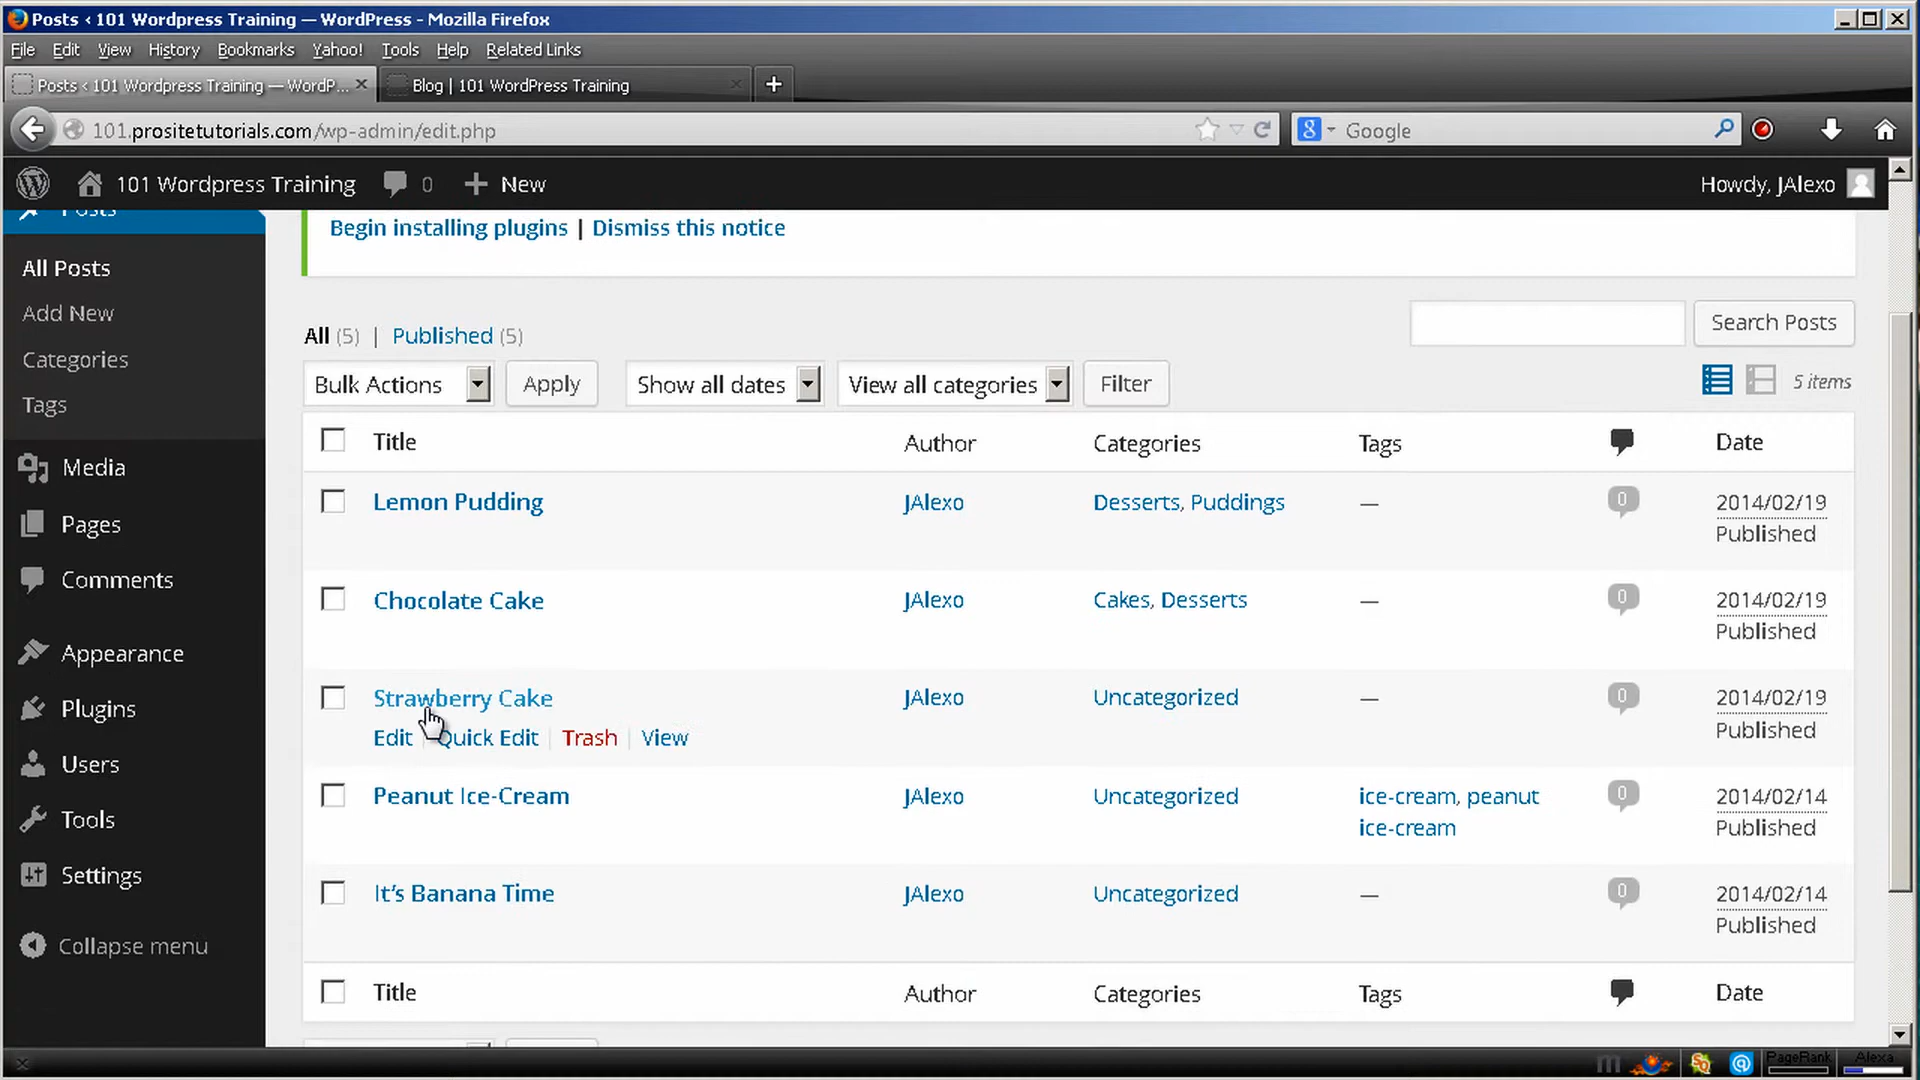 Posts ‹ 101 Wordpress Training — WordPress - Mozilla Firefox
File Edit View History Bookmarks Yahoo! Tools Help Related Links
Posts ‹ 101 Wordpress Training — WordP... Blog | 101 WordPress Training
101.prositetutorials.com/wp-admin/edit.php Google
101 Wordpress Training 0 + New Howdy, JAlexo
Posts
Begin installing plugins | Dismiss this notice
All Posts
Add New
Categories
Tags
Media
Pages
Comments
Appearance
Plugins
Users
Tools
Settings
Collapse menu
All (5) | Published (5) Search Posts
Bulk Actions Apply Show all dates View all categories Filter 5 items
Title Author Categories Tags Date
Lemon Pudding JAlexo Desserts, Puddings — 0 2014/02/19
Published
Chocolate Cake JAlexo Cakes, Desserts — 0 2014/02/19
Published
Strawberry Cake JAlexo Uncategorized — 0 2014/02/19
Edit | Quick Edit | Trash | View Published
Peanut Ice-Cream JAlexo Uncategorized ice-cream, peanut 0 2014/02/14
ice-cream Published
It's Banana Time JAlexo Uncategorized — 0 2014/02/14
Published
Title Author Categories Tags Date
PageRank Alexa